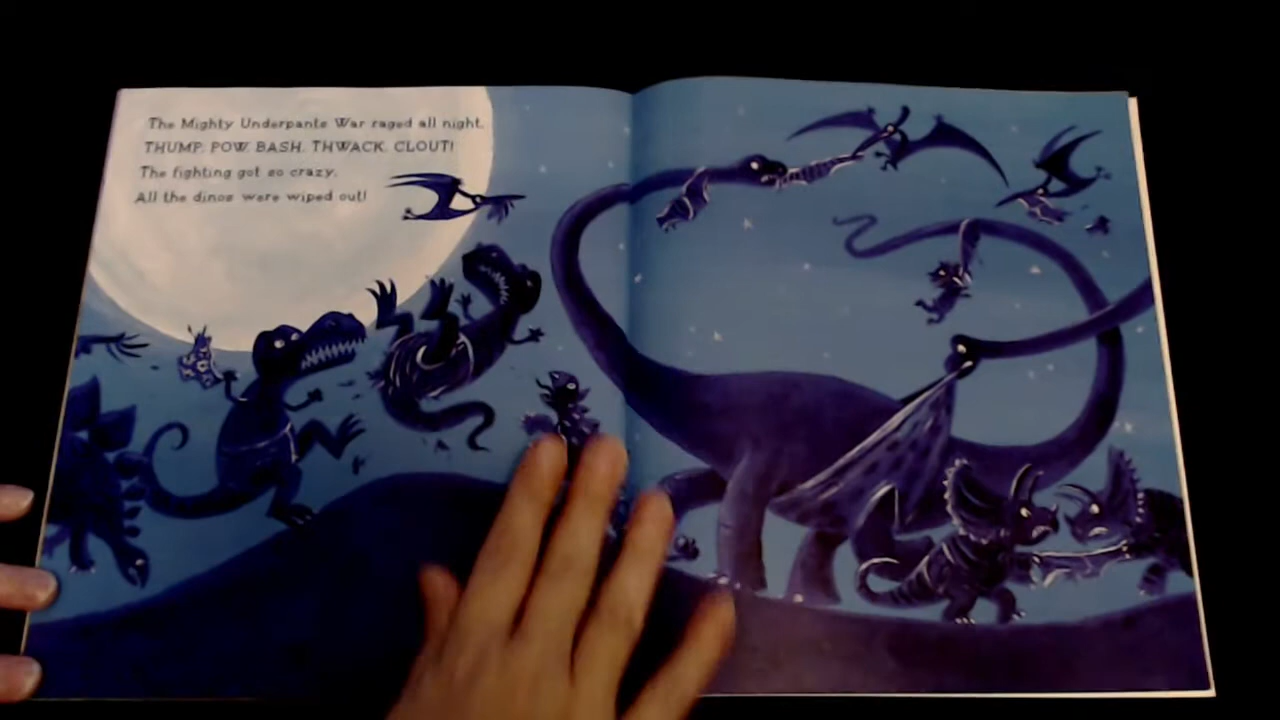 The Mighty Underpants War raged all night,
THUMP, POW, BASH, THWACK, CLOUT!
The fighting got so crazy,
All the dinos were wiped out!